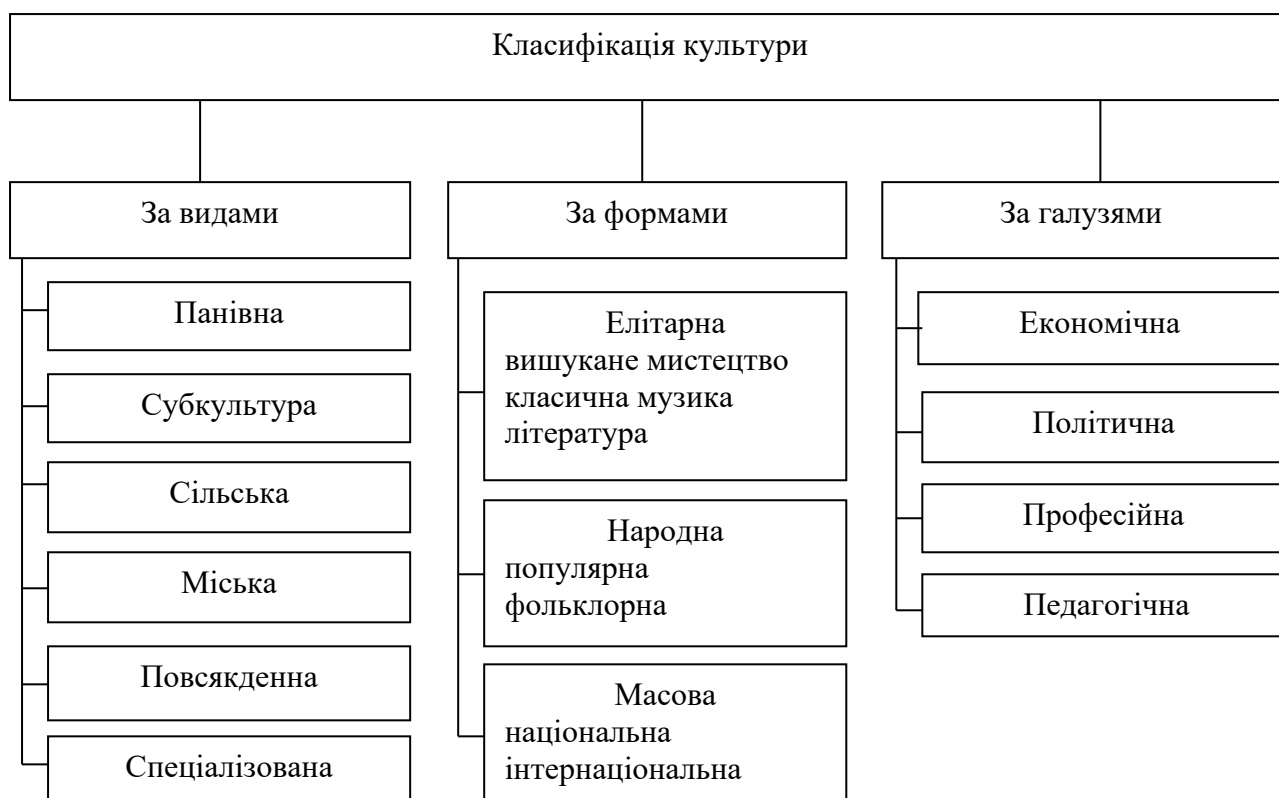 Класифікація культури
За видами
Панівна
Субкультура
Сільська
Міська
Повсякденна
Спеціалізована
За формами
Елітарна
вишукане мистецтво
класична музика
література
Народна
популярна
фольклорна
Масова
національна
інтернаціональна
За галузями
Економічна
Політична
Професійна
Педагогічна